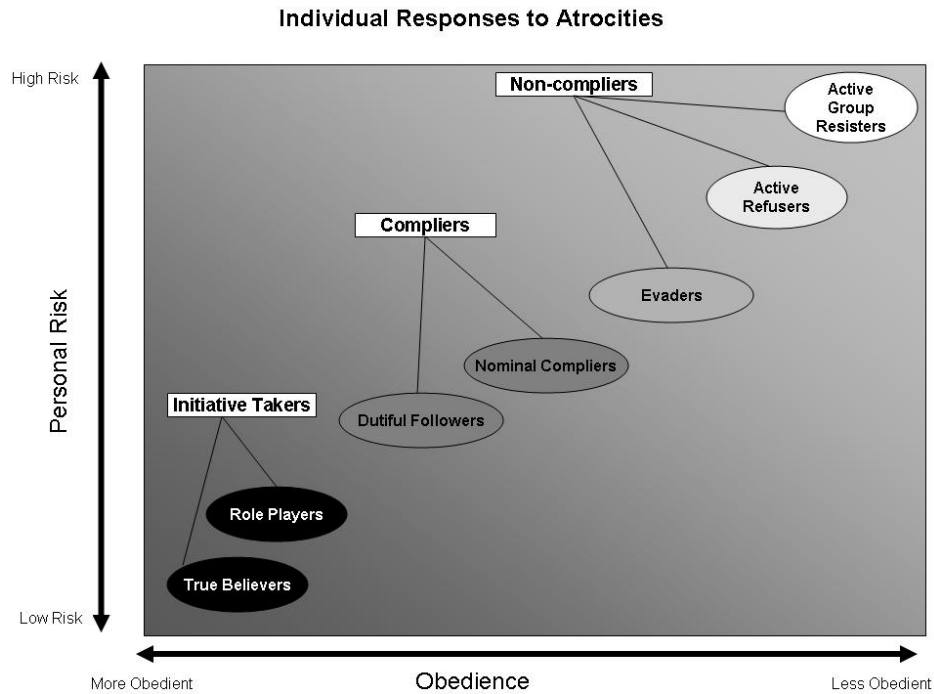 Individual Responses to Atrocities
High Risk
Non-compliers
Active
Group
Resisters
Active
Refusers
Compliers
Evaders
Personal Risk
Nominal Compliers
Initiative Takers
Dutiful Followers
Role Players
True Believers
Low Risk
More Obedient
Obedience
Less Obedient